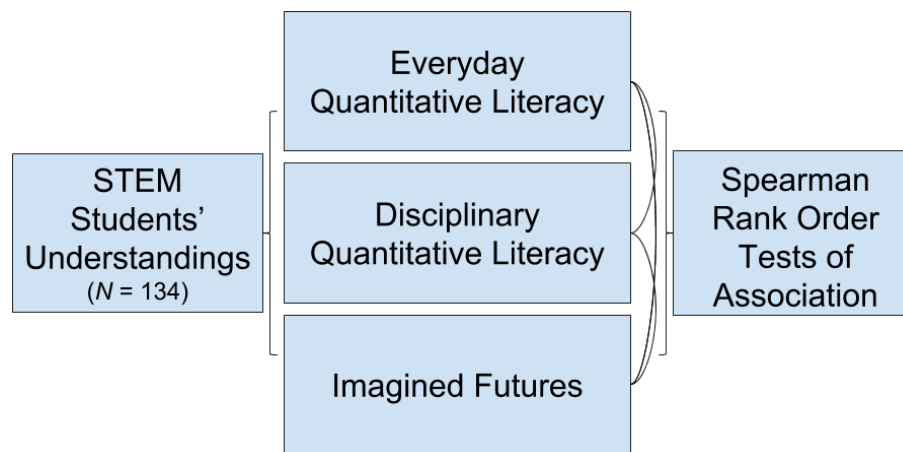 STEM
Students’
Understandings
(N = 134)
Everyday
Quantitative Literacy
Disciplinary
Quantitative Literacy
Imagined Futures
Spearman
Rank Order
Tests of
Association